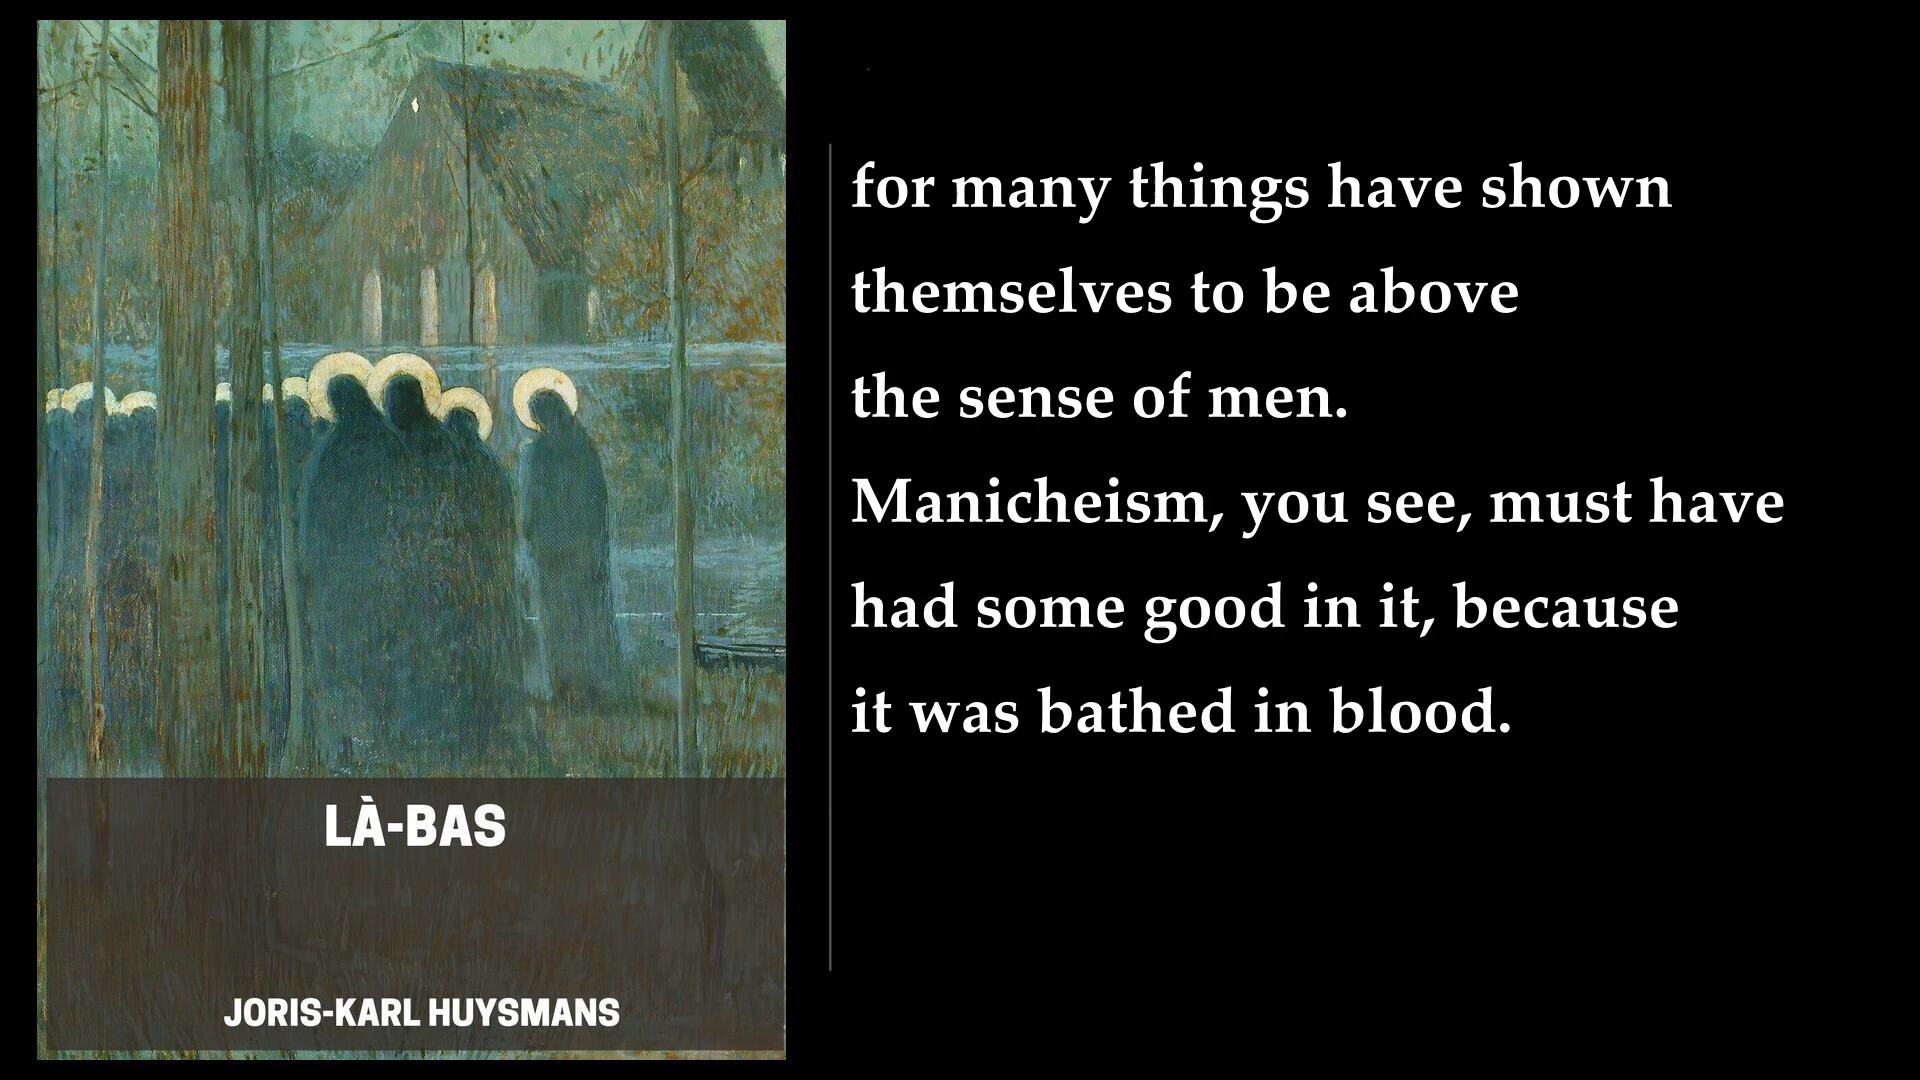 LÀ-BAS
JORIS-KARL HUYSMANS
for many things have shown
themselves to be above
the sense of men.
Manicheism, you see, must have
had some good in it, because
it was bathed in blood.